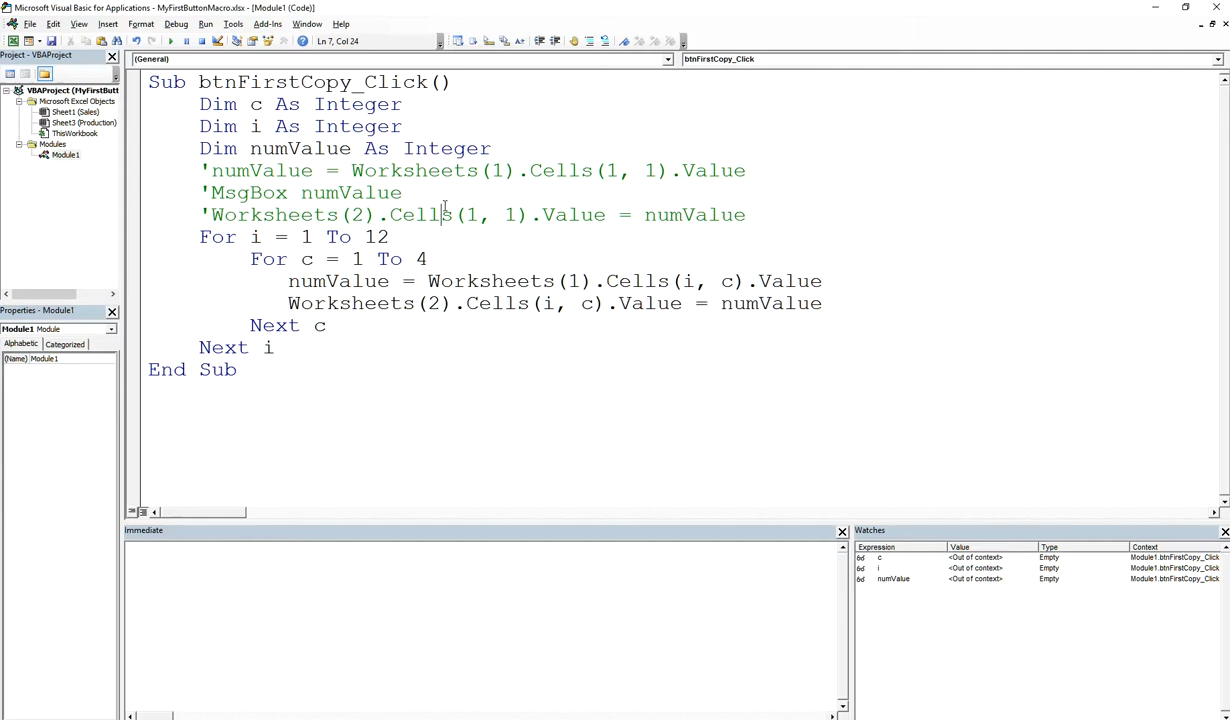 Microsoft Visual Basic for Applications - MyFirstButtonMacro.xlsx - [Module1 (Code)]
File Edit View Insert Format Debug Run Tools Add-Ins Window Help
Ln 7, Col 24
Project - VBAProject
VBAProject (MyFirstButt
Microsoft Excel Objects
Sheet1 (Sales)
Sheet3 (Production)
ThisWorkbook
Modules
Module1
Properties - Module1
Module1 Module
Alphabetic Categorized
(Name) Module1
(General) btnFirstCopy_Click
Sub btnFirstCopy_Click()
Dim c As Integer
Dim i As Integer
Dim numValue As Integer
'numValue = Worksheets(1).Cells(1, 1).Value
'MsgBox numValue
'Worksheets(2).Cells(1, 1).Value = numValue
For i = 1 To 12
For c = 1 To 4
numValue = Worksheets(1).Cells(i, c).Value
Worksheets(2).Cells(i, c).Value = numValue
Next c
Next i
End Sub
Immediate
Watches
Expression Value Type Context
c <Out of context> Empty Module1.btnFirstCopy_Click
i <Out of context> Empty Module1.btnFirstCopy_Click
numValue <Out of context> Empty Module1.btnFirstCopy_Click